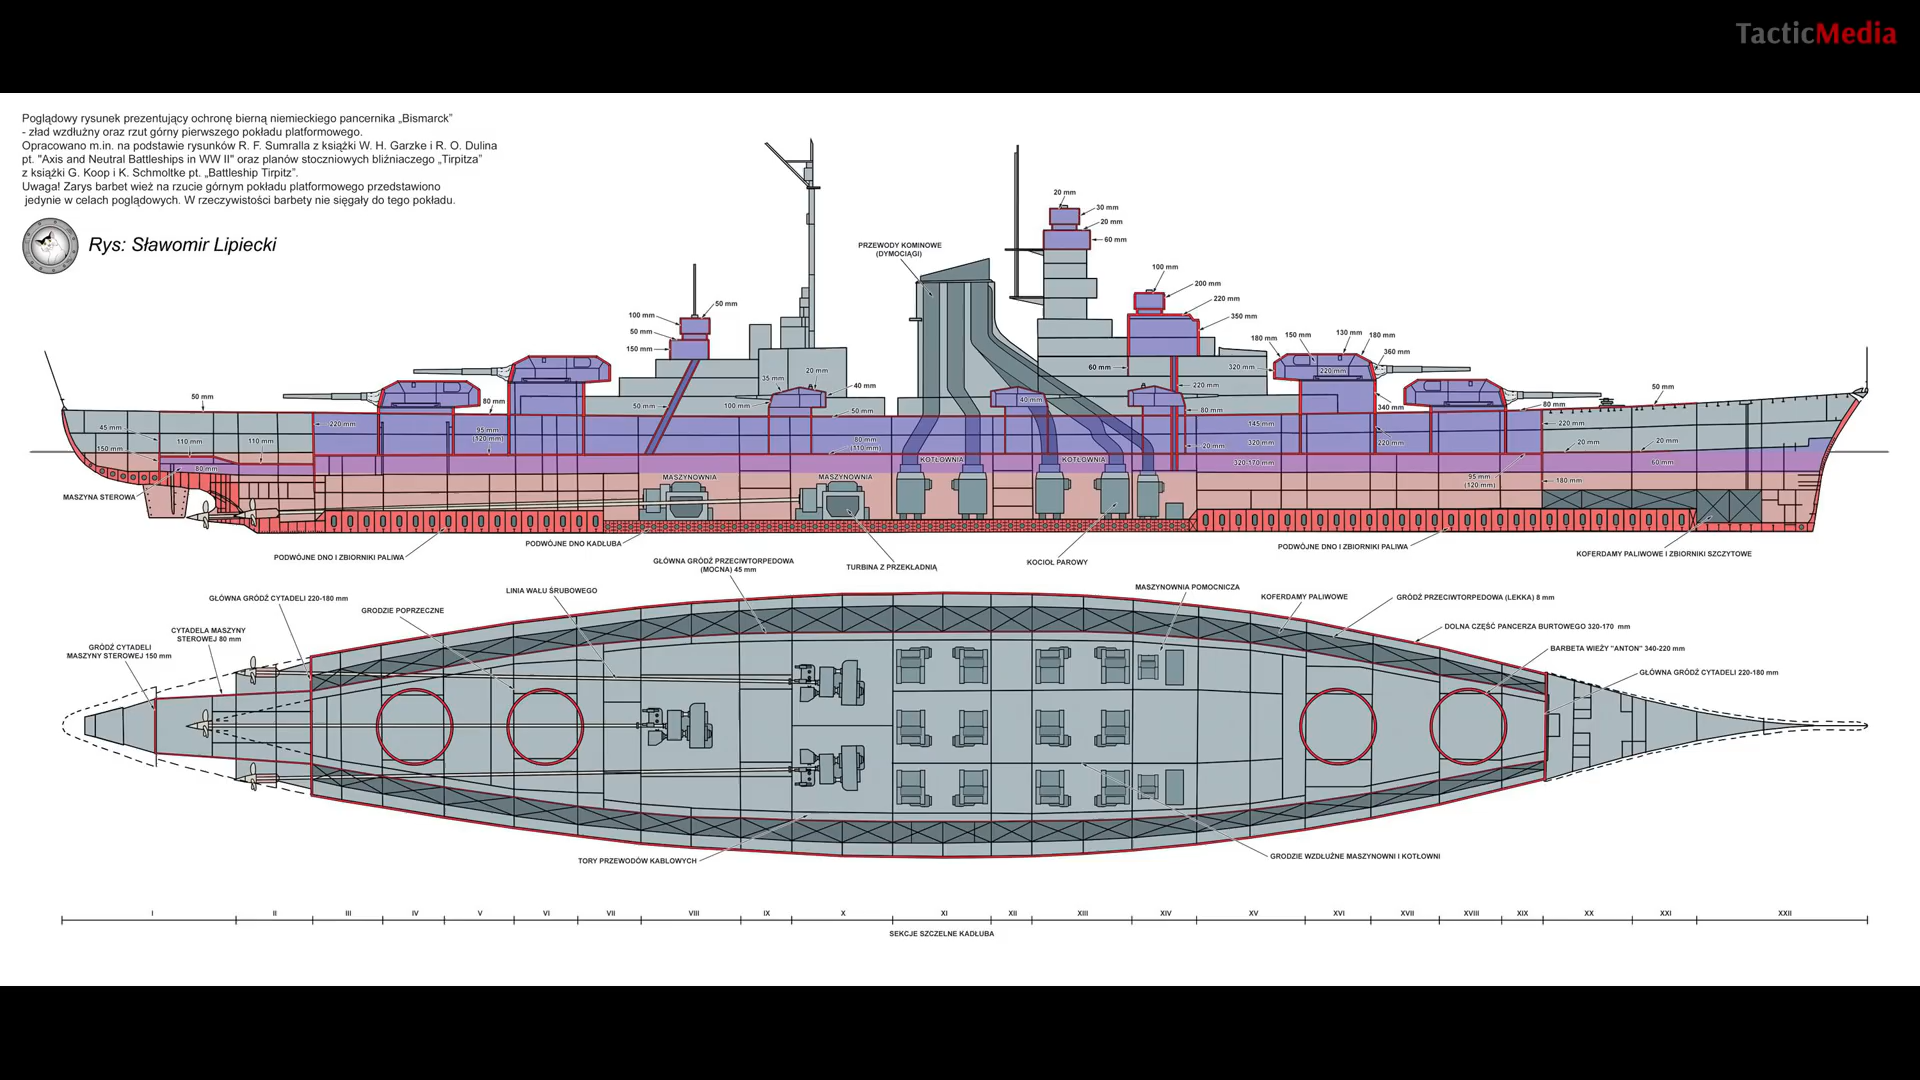 TacticMedia
Poglądowy rysunek prezentujący ochronę bierną niemieckiego pancernika „Bismarck”
- zład wzdłużny oraz rzut górny pierwszego pokładu platformowego.
Opracowano m.in. na podstawie rysunków R. F. Sumralla z książki W. H. Garzke i R. O. Dulina
pt. "Axis and Neutral Battleships in WW II" oraz planów stoczniowych bliźniaczego „Tirpitza”
z książki G. Koop i K. Schmoltke pt. „Battleship Tirpitz”.
Uwaga! Zarys barbet wież na rzucie górnym pokładu platformowego przedstawiono
jedynie w celach poglądowych. W rzeczywistości barbety nie sięgały do tego pokładu.
Rys: Sławomir Lipiecki
20 mm
30 mm
20 mm
60 mm
PRZEWODY KOMINOWE
(DYMOCIĄGI)
100 mm
200 mm
220 mm
350 mm
50 mm
100 mm
50 mm
150 mm
180 mm
150 mm
130 mm
180 mm
360 mm
60 mm
320 mm
220 mm
35 mm
20 mm
40 mm
220 mm
50 mm
50 mm
80 mm
50 mm
100 mm
50 mm
40 mm
80 mm
340 mm
80 mm
45 mm
220 mm
95 mm
(120 mm)
145 mm
220 mm
110 mm
110 mm
80 mm
(110 mm)
20 mm
320 mm
220 mm
20 mm
20 mm
150 mm
80 mm
KOTŁOWNIA
KOTŁOWNIA
320-170 mm
60 mm
MASZYNOWNIA
MASZYNOWNIA
95 mm
(120 mm)
180 mm
MASZYNA STEROWA
PODWÓJNE DNO I ZBIORNIKI PALIWA
PODWÓJNE DNO KADŁUBA
PODWÓJNE DNO I ZBIORNIKI PALIWA
KOFERDAMY PALIWOWE I ZBIORNIKI SZCZYTOWE
GŁÓWNA GRÓDŹ PRZECIWTORPEDOWA
(MOCNA) 45 mm
TURBINA Z PRZEKŁADNIĄ
KOCIOŁ PAROWY
LINIA WAŁU ŚRUBOWEGO
MASZYNOWNIA POMOCNICZA
GŁÓWNA GRÓDŹ CYTADELI 220-180 mm
GRODZIE POPRZECZNE
KOFERDAMY PALIWOWE
GRÓDŹ PRZECIWTORPEDOWA (LEKKA) 8 mm
CYTADELA MASZYNY
STEROWEJ 80 mm
DOLNA CZĘŚĆ PANCERZA BURTOWEGO 320-170 mm
GRÓDŹ CYTADELI
MASZYNY STEROWEJ 150 mm
BARBETA WIEŻY "ANTON" 340-220 mm
GŁÓWNA GRÓDŹ CYTADELI 220-180 mm
TORY PRZEWODÓW KABLOWYCH
GRODZIE WZDŁUŻNE MASZYNOWNI I KOTŁOWNI
I II III IV V VI VII VIII IX X XI XII XIII XIV XV XVI XVII XVIII XIX XX XXI XXII
SEKCJE SZCZELNE KADŁUBA